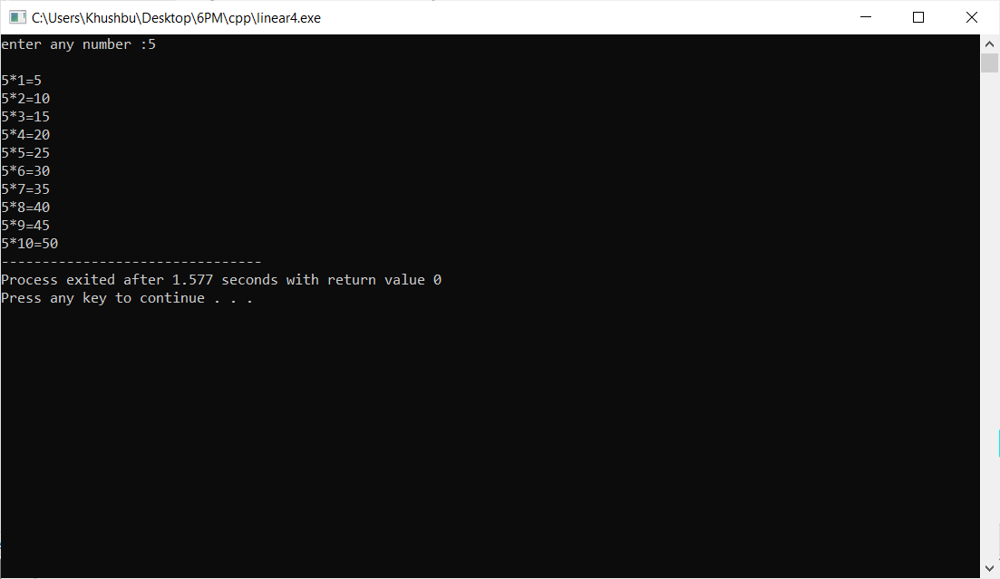 C:\Users\Khushbu\Desktop\6PM\cpp\linear4.exe
enter any number :5
5*1=5
5*2=10
5*3=15
5*4=20
5*5=25
5*6=30
5*7=35
5*8=40
5*9=45
5*10=50
--------------------------------
Process exited after 1.577 seconds with return value 0
Press any key to continue . . .